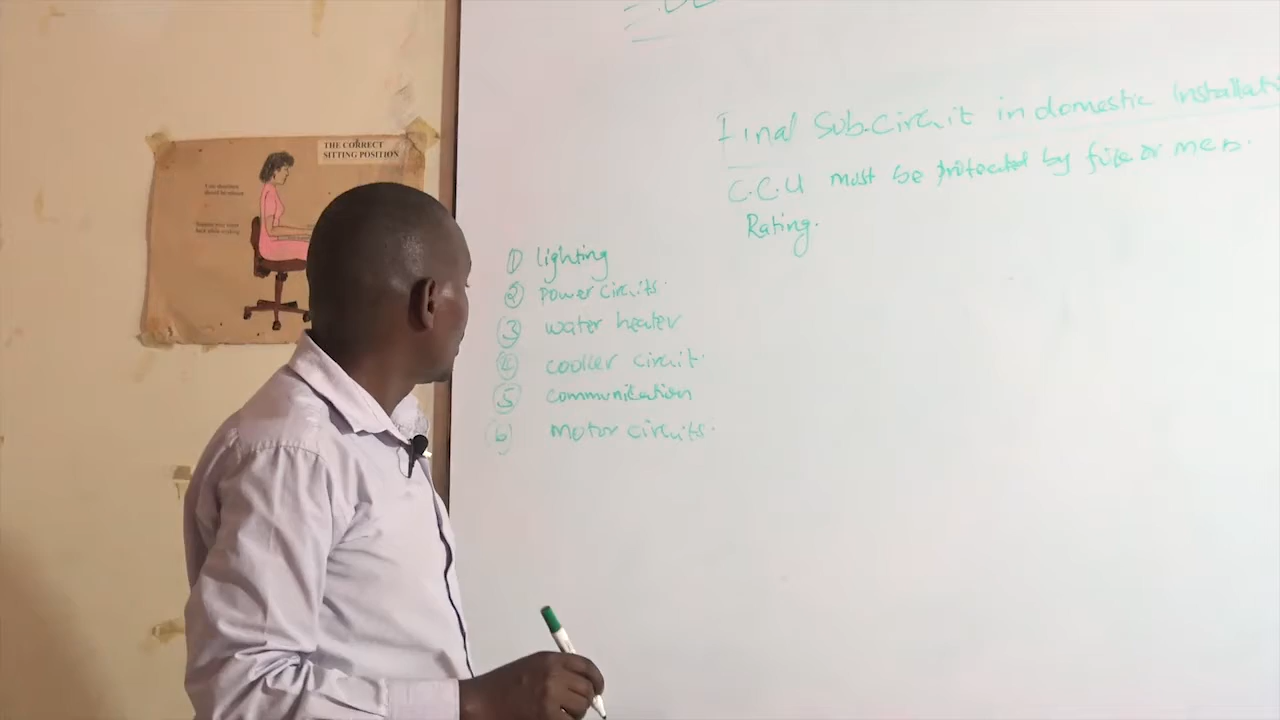 THE CORRECT
SITTING POSITION
Final Sub.circuit in domestic Installati
C.C.U must be protected by fuse or MCB.
Rating.
① lighting
② power circuits.
③ water heater
④ cooker circuit.
⑤ communication
⑥ motor circuits.